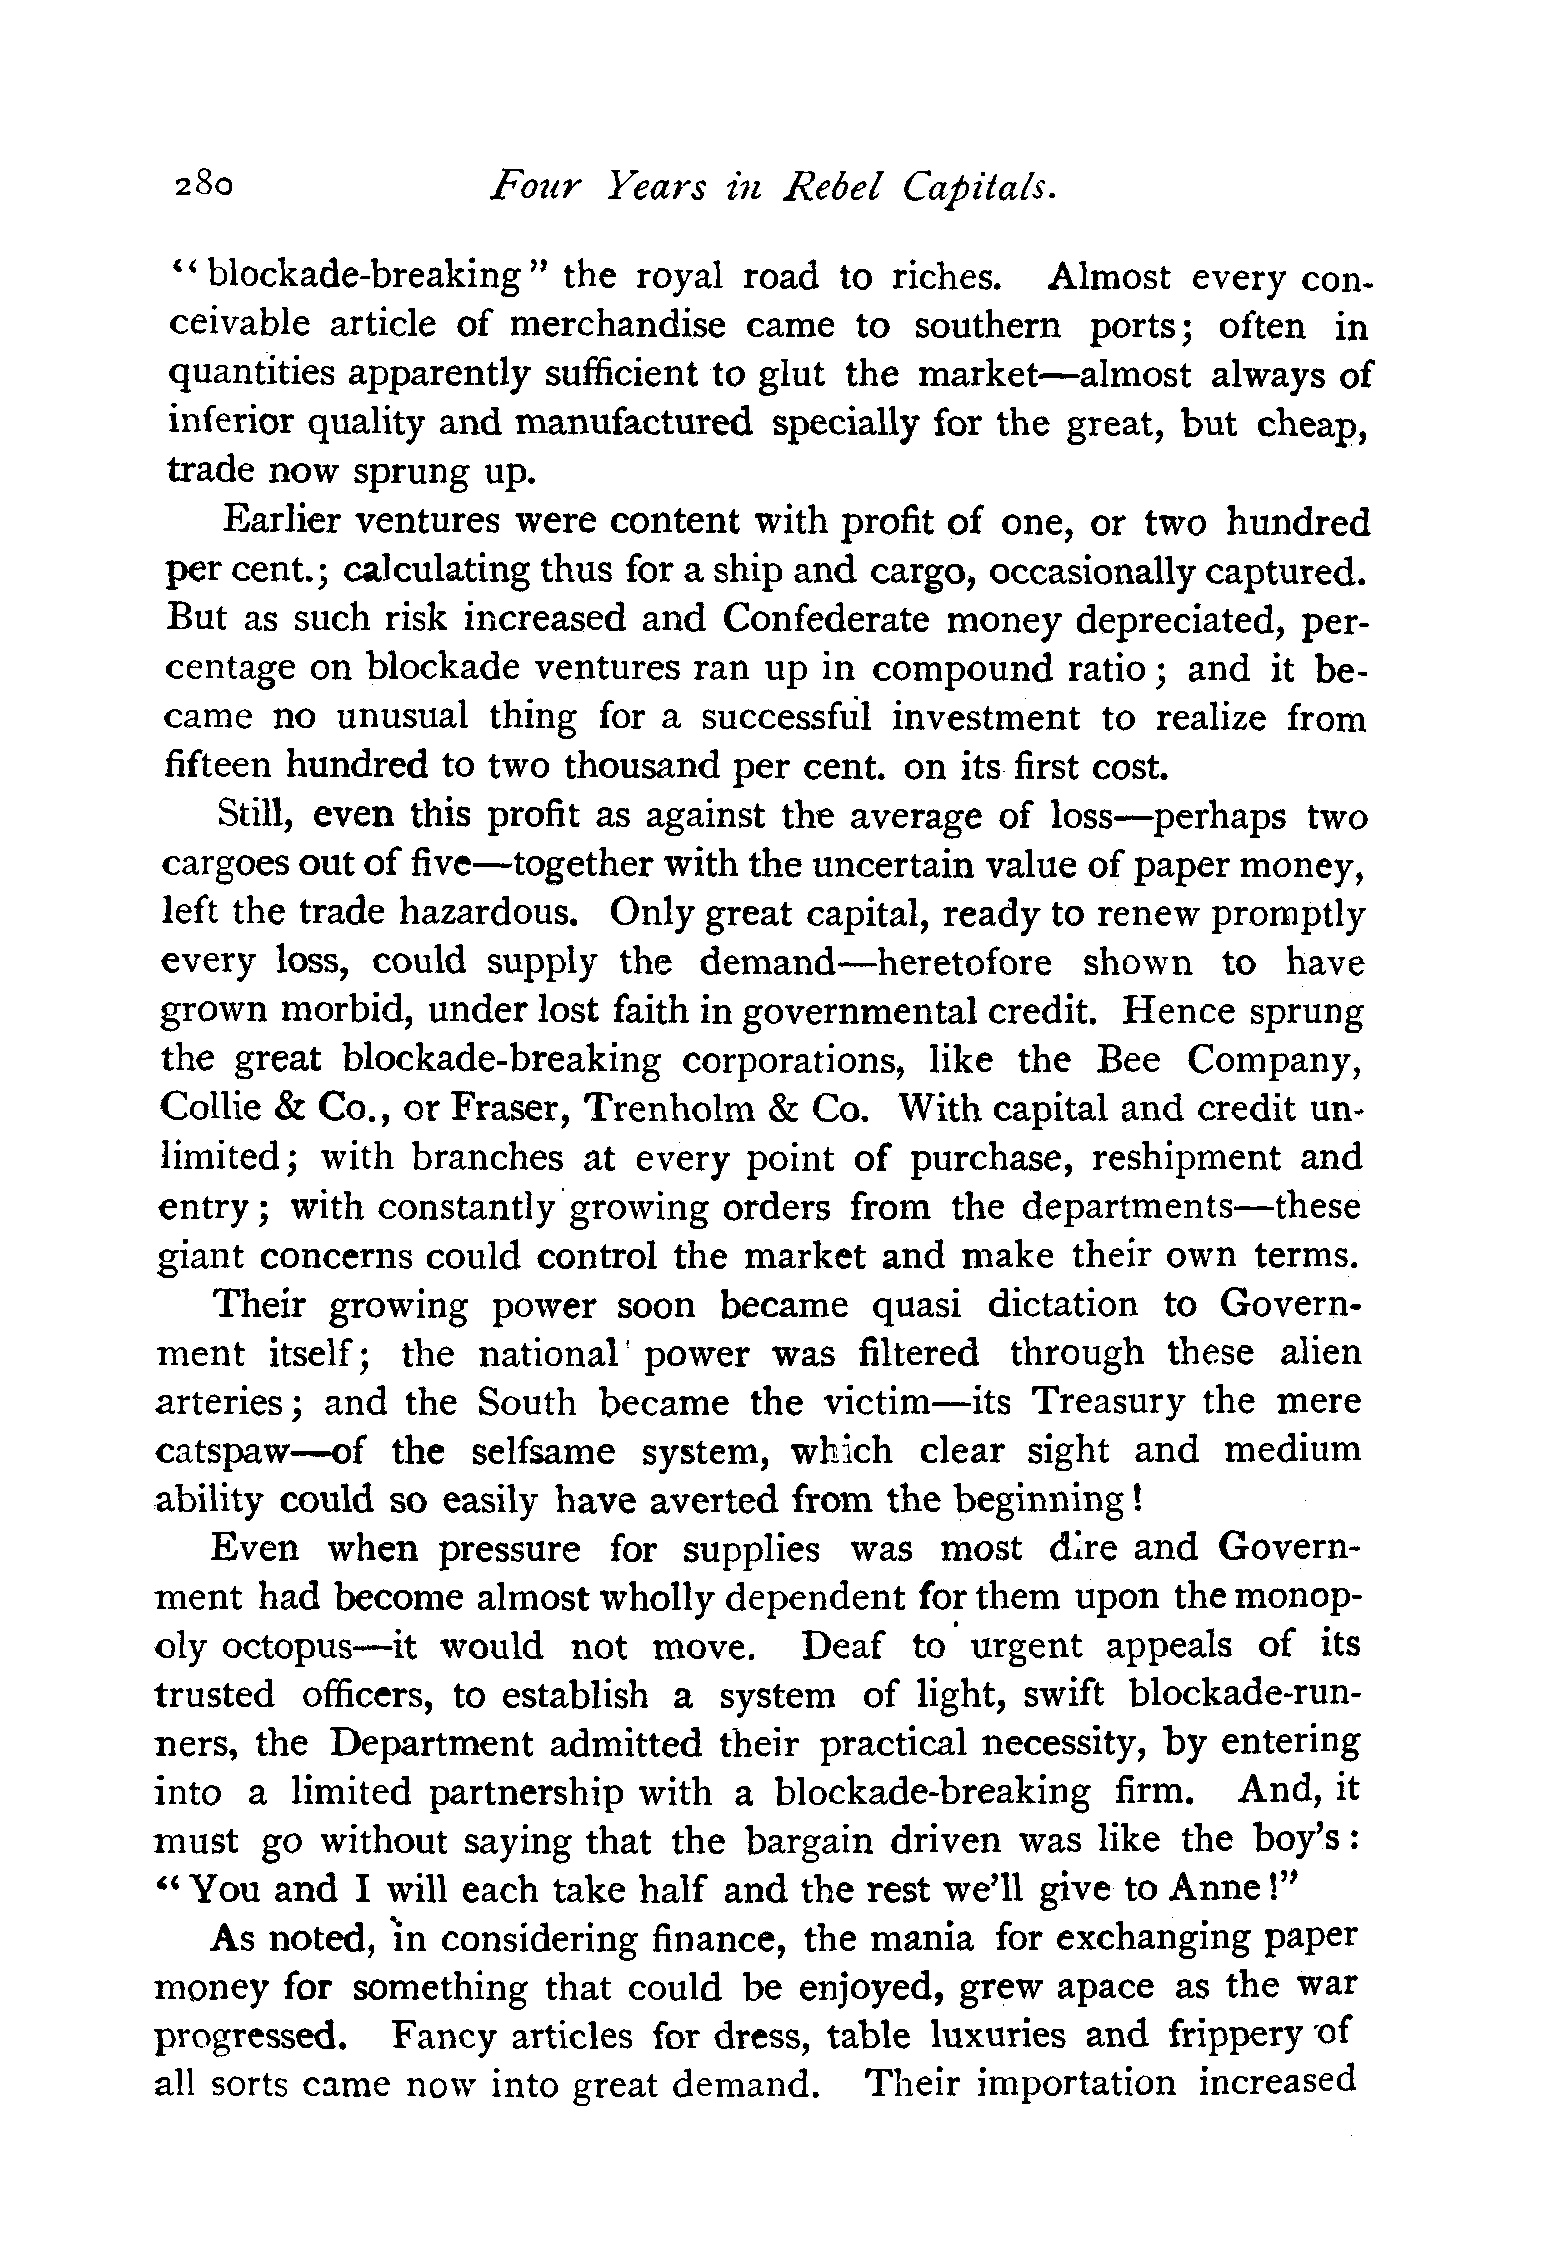 280 Four Years in Rebel Capitals.
“blockade-breaking” the royal road to riches. Almost every con-
ceivable article of merchandise came to southern ports; often in
quantities apparently sufficient to glut the market—almost always of
inferior quality and manufactured specially for the great, but cheap,
trade now sprung up.
Earlier ventures were content with profit of one, or two hundred
per cent.; calculating thus for a ship and cargo, occasionally captured.
But as such risk increased and Confederate money depreciated, per-
centage on blockade ventures ran up in compound ratio; and it be-
came no unusual thing for a successful investment to realize from
fifteen hundred to two thousand per cent. on its first cost.
Still, even this profit as against the average of loss—perhaps two
cargoes out of five—together with the uncertain value of paper money,
left the trade hazardous. Only great capital, ready to renew promptly
every loss, could supply the demand—heretofore shown to have
grown morbid, under lost faith in governmental credit. Hence sprung
the great blockade-breaking corporations, like the Bee Company,
Collie & Co., or Fraser, Trenholm & Co. With capital and credit un-
limited; with branches at every point of purchase, reshipment and
entry; with constantly growing orders from the departments—these
giant concerns could control the market and make their own terms.
Their growing power soon became quasi dictation to Govern-
ment itself; the national power was filtered through these alien
arteries; and the South became the victim—its Treasury the mere
catspaw—of the selfsame system, which clear sight and medium
ability could so easily have averted from the beginning!
Even when pressure for supplies was most dire and Govern-
ment had become almost wholly dependent for them upon the monop-
oly octopus—it would not move. Deaf to urgent appeals of its
trusted officers, to establish a system of light, swift blockade-run-
ners, the Department admitted their practical necessity, by entering
into a limited partnership with a blockade-breaking firm. And, it
must go without saying that the bargain driven was like the boy's:
“You and I will each take half and the rest we'll give to Anne!”
As noted, in considering finance, the mania for exchanging paper
money for something that could be enjoyed, grew apace as the war
progressed. Fancy articles for dress, table luxuries and frippery of
all sorts came now into great demand. Their importation increased